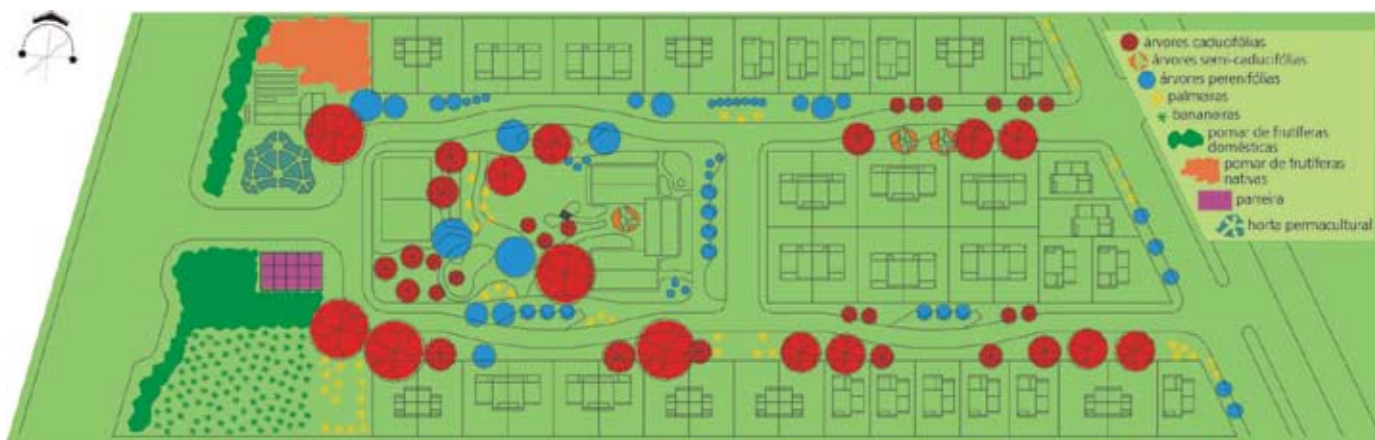 árvores caducifólias
árvores semi-caducifólias
árvores perenifólias
palmeiras
bananeiras
pomar de frutíferas
domésticas
pomar de frutíferas
nativas
parreira
horta permacultural